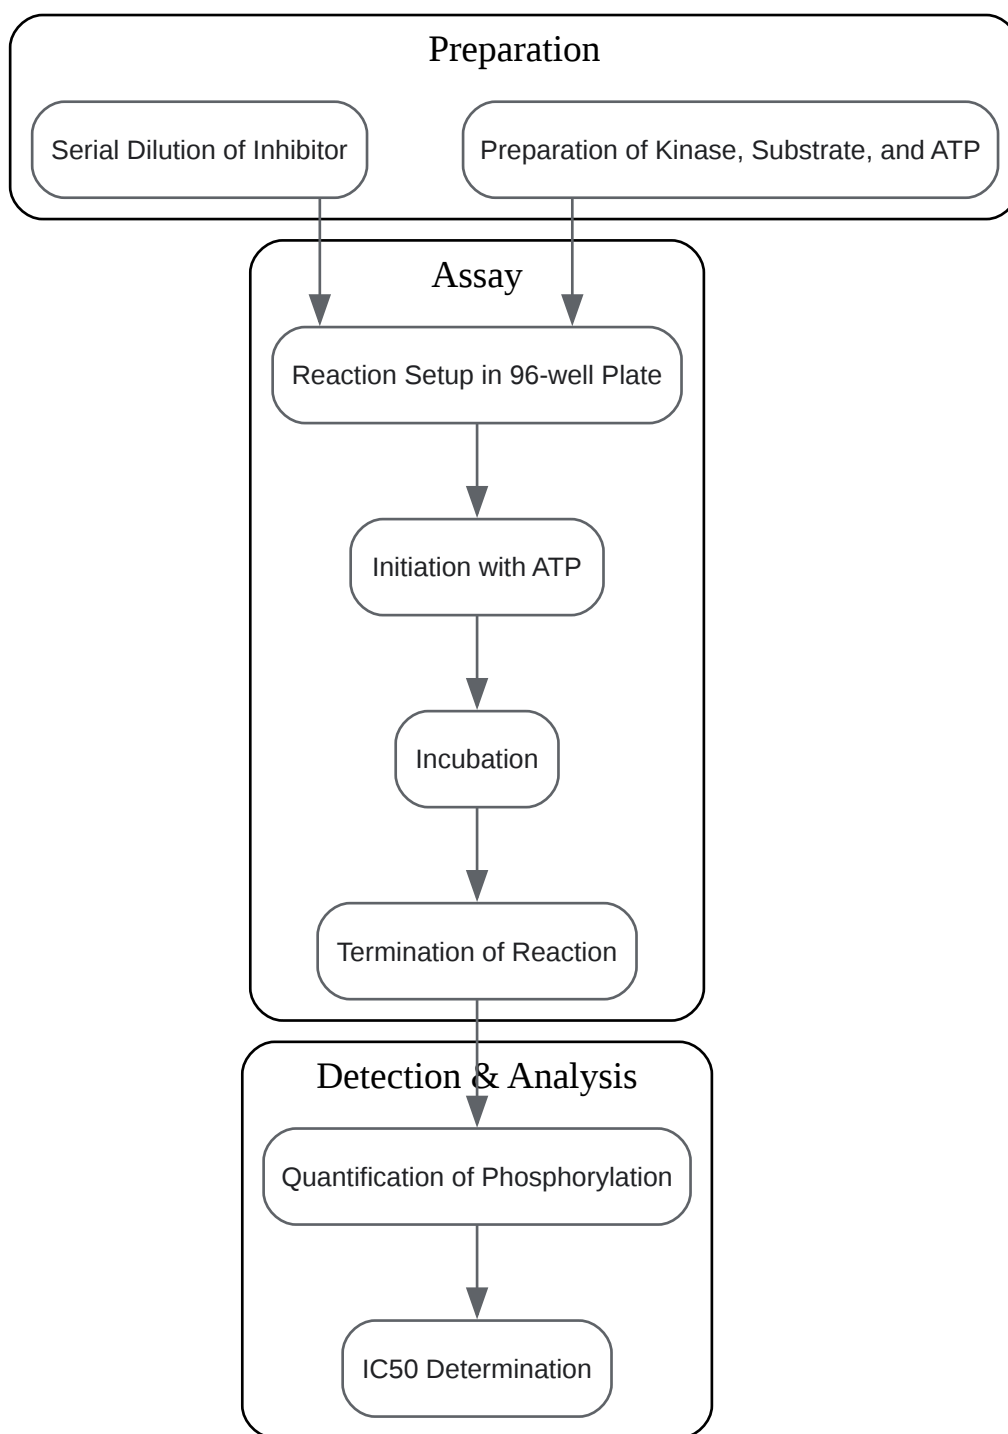 Preparation
Serial Dilution of Inhibitor
Preparation of Kinase, Substrate, and ATP
Assay
Reaction Setup in 96-well Plate
Initiation with ATP
Incubation
Termination of Reaction
Detection & Analysis
Quantification of Phosphorylation
IC50 Determination